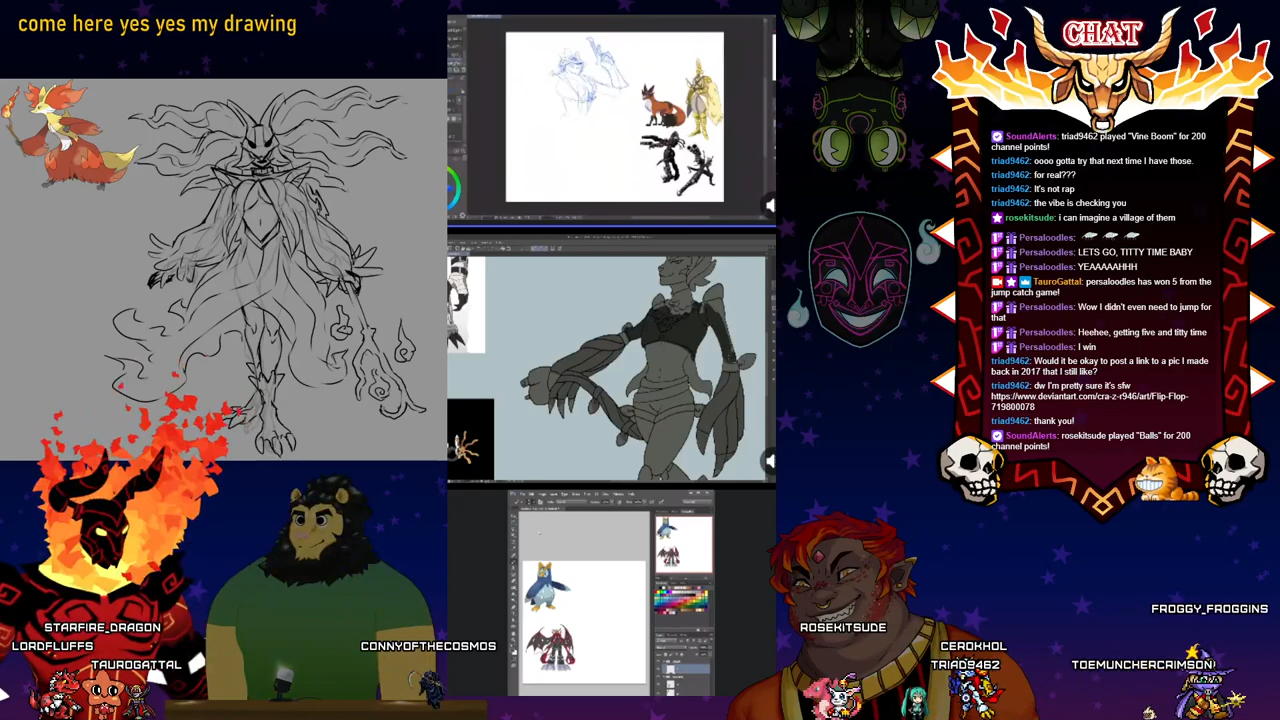 come here yes yes my drawing
CHAT
SoundAlerts: triad9462 played "Vine Boom" for 200
channel points!
triad9462: oooo gotta try that next time I have those.
triad9462: for real???
triad9462: It's not rap
triad9462: the vibe is checking you
rosekitsude: i can imagine a village of them
Persaloodles:
Persaloodles: LETS GO, TITTY TIME BABY
Persaloodles: YEAAAAAHHH
TauroGattal: persaloodles has won 5 from the
jump catch game!
Persaloodles: Wow I didn't even need to jump for
that
Persaloodles: Heehee, getting five and titty time
Persaloodles: I win
triad9462: Would it be okay to post a link to a pic I made
back in 2017 that I still like?
triad9462: dw I'm pretty sure it's sfw
https://www.deviantart.com/cra-z-r946/art/Flip-Flop-
719800078
triad9462: thank you!
SoundAlerts: rosekitsude played "Balls" for 200
channel points!
STARFIRE_DRAGON
LORDFLUFFS
TAUROGATTAL
CONNYOFTHECOSMOS
ROSEKITSUDE
FROGGY_FROGGINS
CEROKHOL
TRIAD9462
TOEMUNCHERCRIMSON